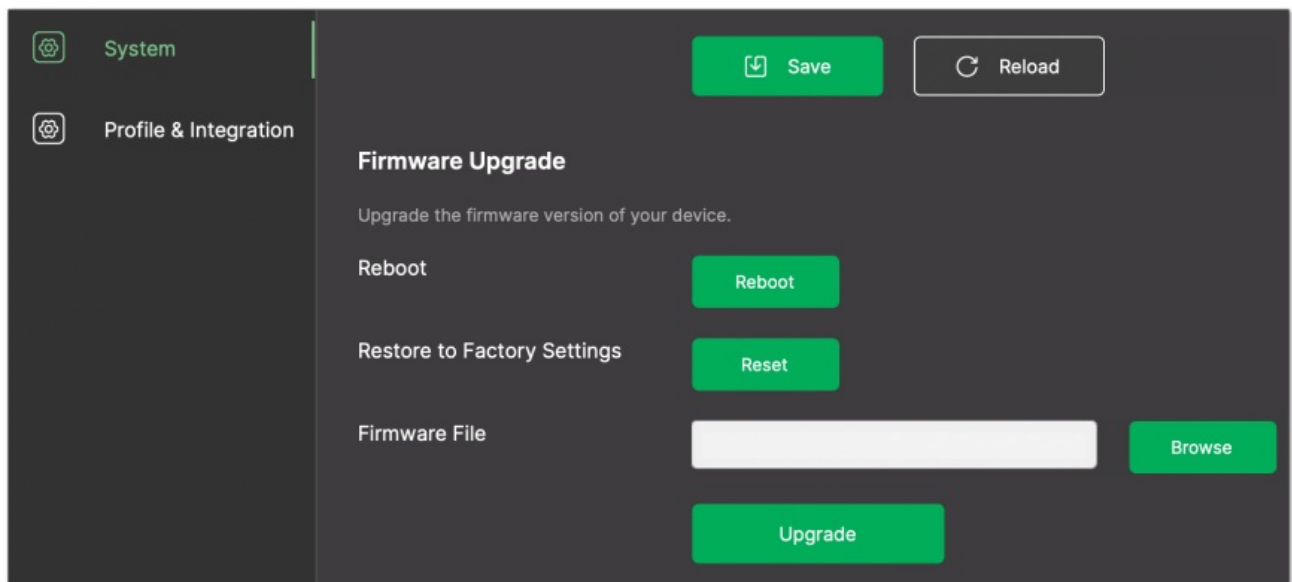 System
Profile & Integration
Save
Reload
Firmware Upgrade
Upgrade the firmware version of your device.
Reboot
Reboot
Restore to Factory Settings
Reset
Firmware File
Browse
Upgrade